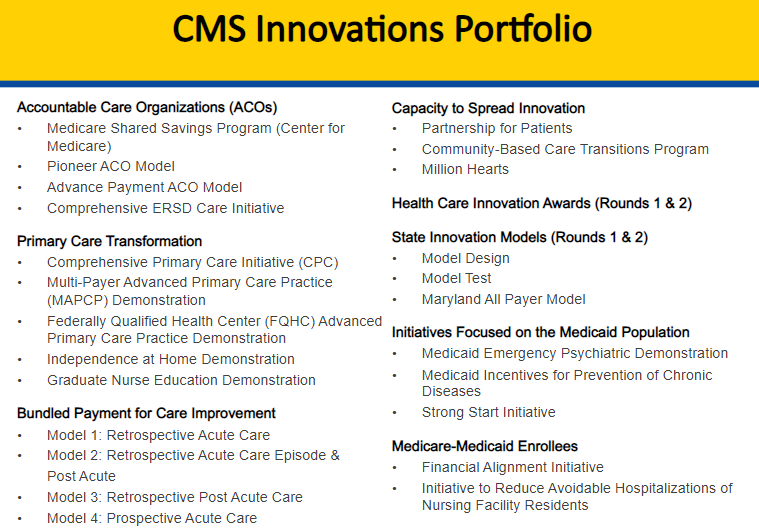 CMS Innovations Portfolio
Accountable Care Organizations (ACOs)
• Medicare Shared Savings Program (Center for
Medicare)
• Pioneer ACO Model
• Advance Payment ACO Model
• Comprehensive ERSD Care Initiative
Primary Care Transformation
• Comprehensive Primary Care Initiative (CPC)
• Multi-Payer Advanced Primary Care Practice
(MAPCP) Demonstration
• Federally Qualified Health Center (FQHC) Advanced
Primary Care Practice Demonstration
• Independence at Home Demonstration
• Graduate Nurse Education Demonstration
Bundled Payment for Care Improvement
• Model 1: Retrospective Acute Care
• Model 2: Retrospective Acute Care Episode &
Post Acute
• Model 3: Retrospective Post Acute Care
• Model 4: Prospective Acute Care
Capacity to Spread Innovation
• Partnership for Patients
• Community-Based Care Transitions Program
• Million Hearts
Health Care Innovation Awards (Rounds 1 & 2)
State Innovation Models (Rounds 1 & 2)
• Model Design
• Model Test
• Maryland All Payer Model
Initiatives Focused on the Medicaid Population
• Medicaid Emergency Psychiatric Demonstration
• Medicaid Incentives for Prevention of Chronic
Diseases
• Strong Start Initiative
Medicare-Medicaid Enrollees
• Financial Alignment Initiative
• Initiative to Reduce Avoidable Hospitalizations of
Nursing Facility Residents